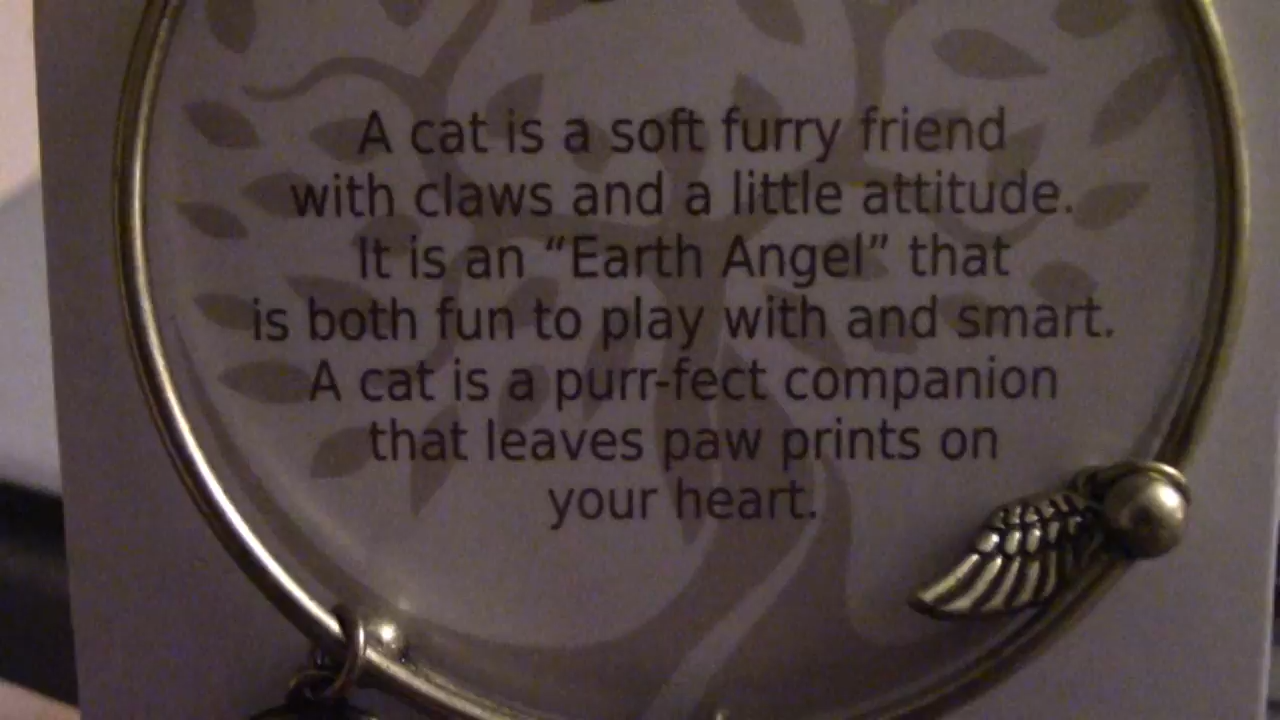 A cat is a soft furry friend
with claws and a little attitude.
It is an “Earth Angel” that
is both fun to play with and smart.
A cat is a purr-fect companion
that leaves paw prints on
your heart.